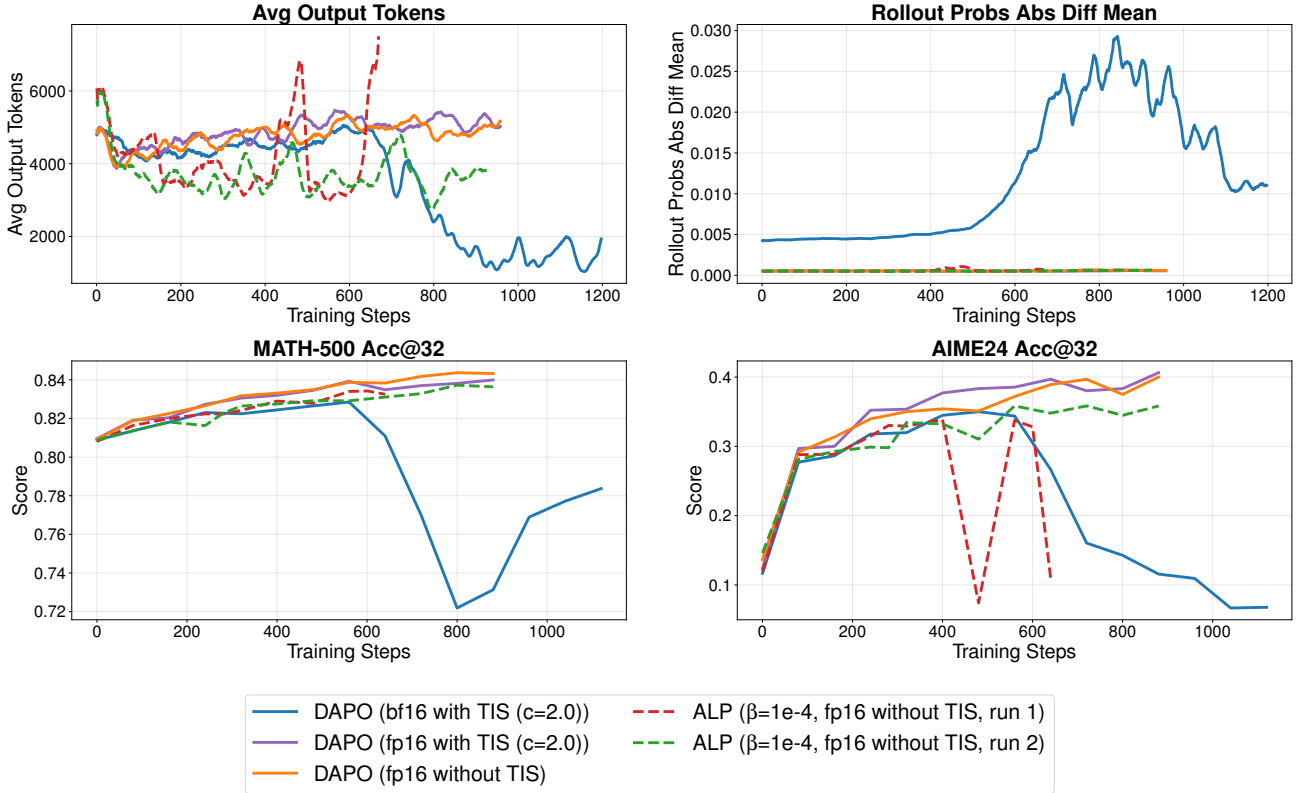 Avg Output Tokens
Avg Output Tokens
6000
4000
2000
0 200 400 600 800 1000 1200
Training Steps
Rollout Probs Abs Diff Mean
Rollout Probs Abs Diff Mean
0.030
0.025
0.020
0.015
0.010
0.005
0.000
0 200 400 600 800 1000 1200
Training Steps
MATH-500 Acc@32
Score
0.84
0.82
0.80
0.78
0.76
0.74
0.72
0 200 400 600 800 1000
Training Steps
AIME24 Acc@32
Score
0.4
0.3
0.2
0.1
0 200 400 600 800 1000
Training Steps
DAPO (bf16 with TIS (c=2.0))
DAPO (fp16 with TIS (c=2.0))
DAPO (fp16 without TIS)
ALP (β=1e-4, fp16 without TIS, run 1)
ALP (β=1e-4, fp16 without TIS, run 2)